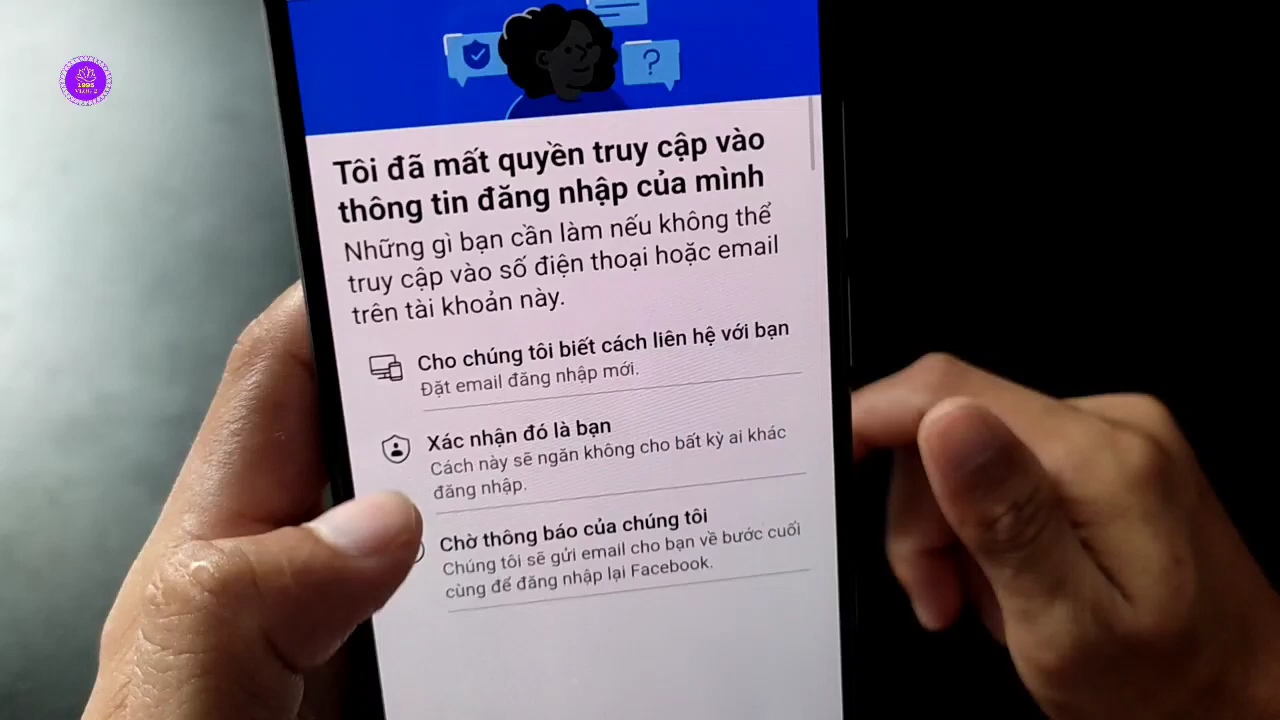 1995
VLOG 2
?
Tôi đã mất quyền truy cập vào
thông tin đăng nhập của mình
Những gì bạn cần làm nếu không thể
truy cập vào số điện thoại hoặc email
trên tài khoản này.
Cho chúng tôi biết cách liên hệ với bạn
Đặt email đăng nhập mới.
Xác nhận đó là bạn
Cách này sẽ ngăn không cho bất kỳ ai khác
đăng nhập.
Chờ thông báo của chúng tôi
Chúng tôi sẽ gửi email cho bạn về bước cuối
cùng để đăng nhập lại Facebook.